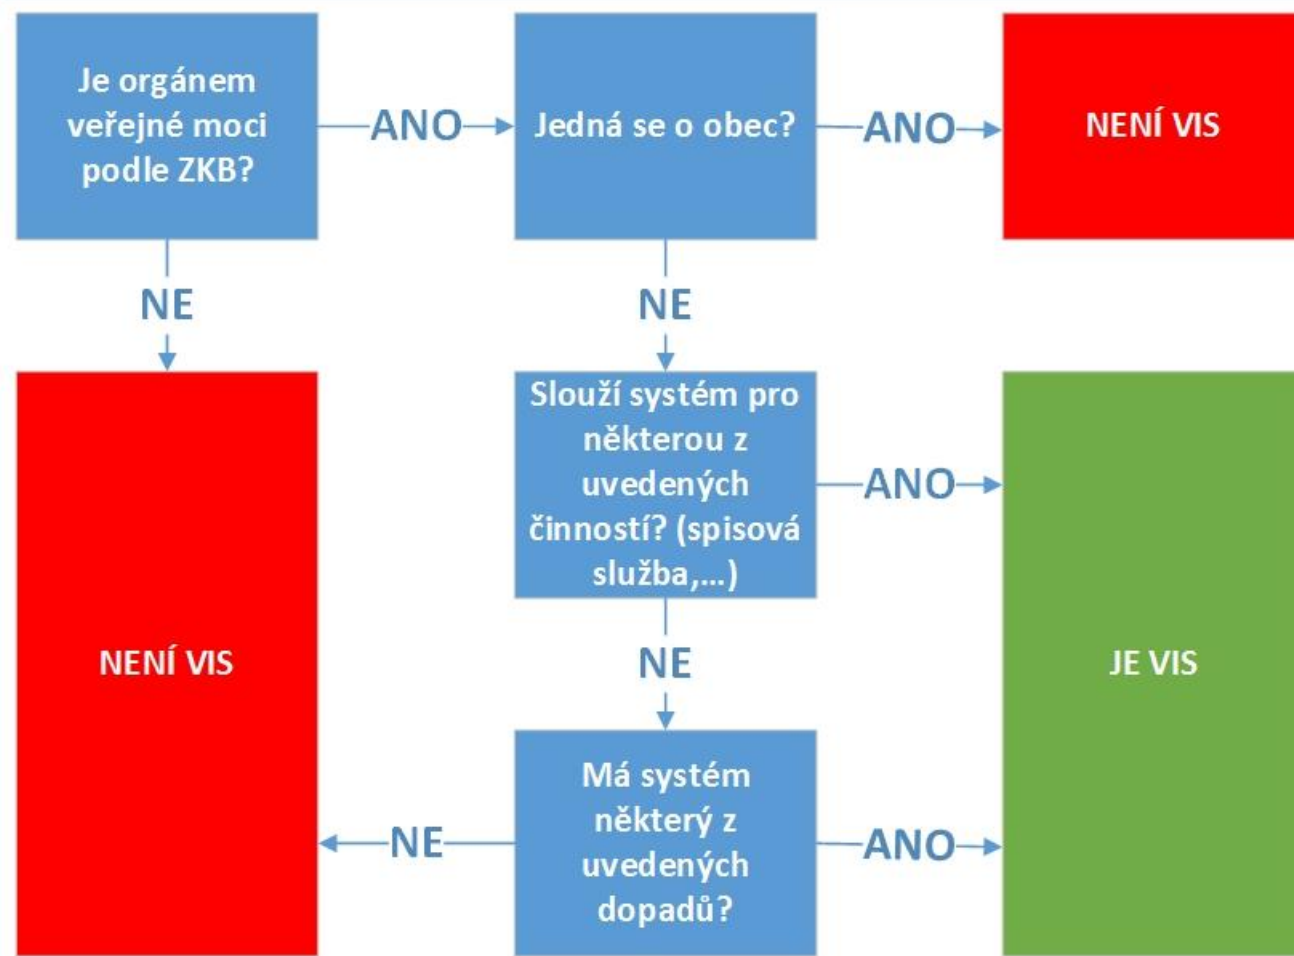 Je orgánem
veřejné moci
podle ZKB?
ANO
Jedná se o obec?
ANO
NENÍ VIS
NE
NE
Slouží systém pro
některou z
uvedených
činností? (spisová
služba,...)
ANO
NENÍ VIS
NE
JE VIS
Má systém
některý z
uvedených
dopadů?
NE
ANO